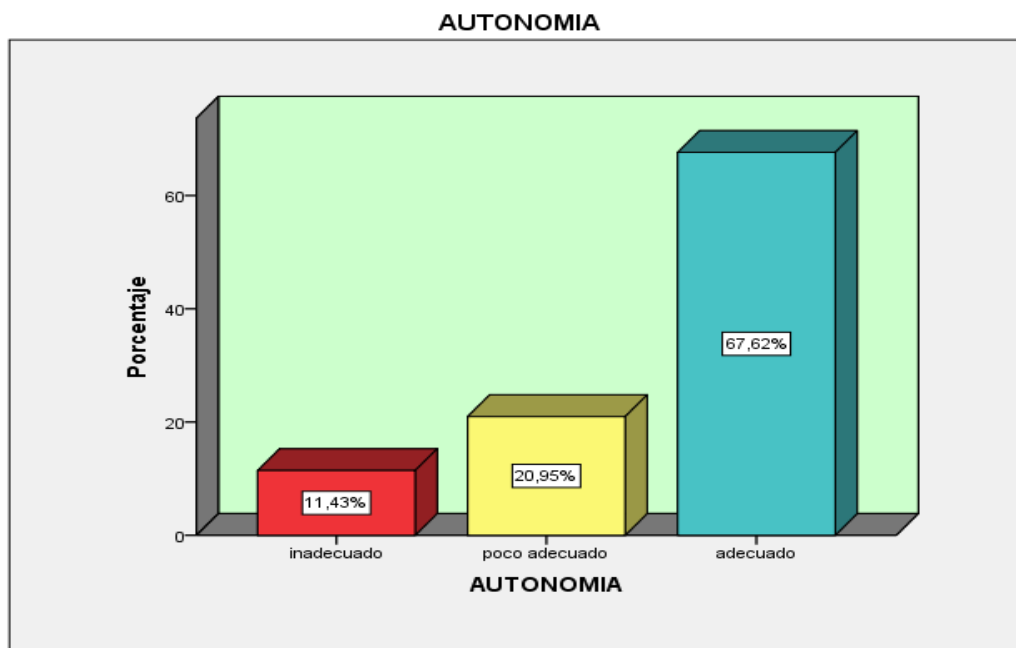 AUTONOMIA
Porcentaje
60
40
20
0
67,62%
20,95%
11,43%
inadecuado
poco adecuado
adecuado
AUTONOMIA